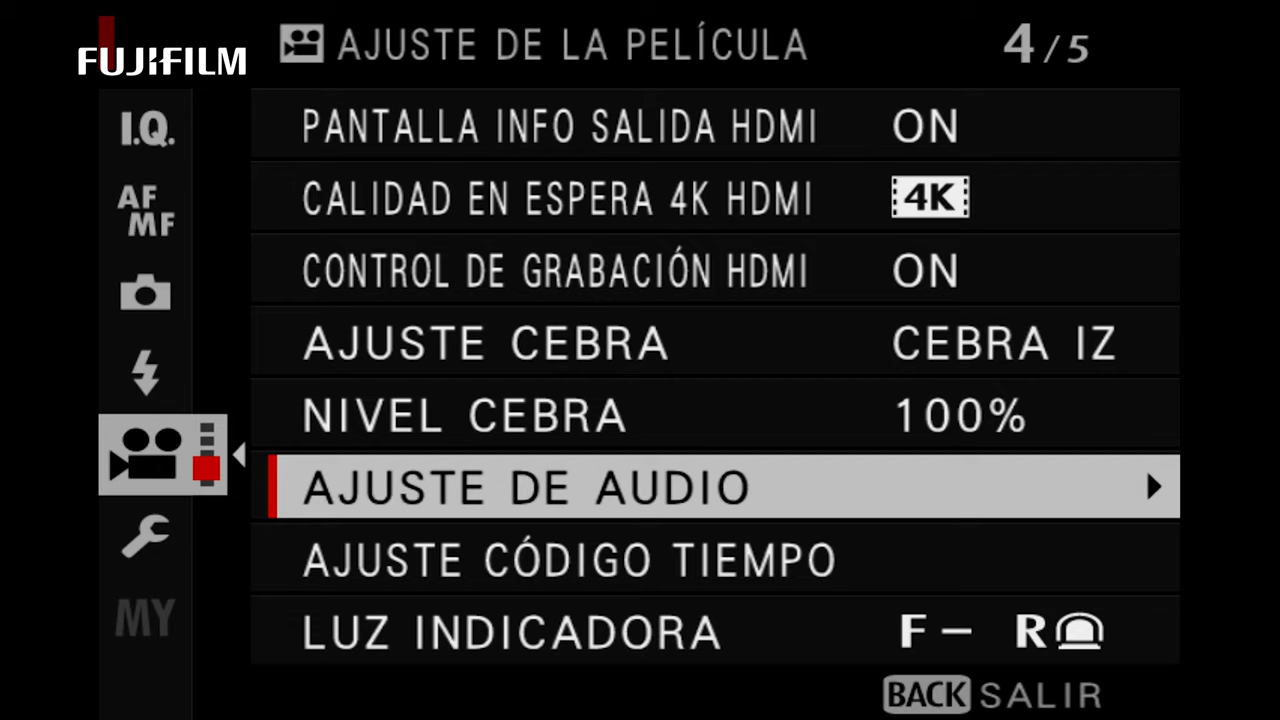 FUJIFILM
AJUSTE DE LA PELÍCULA 4/5
I.Q.
AF
MF
MY
PANTALLA INFO SALIDA HDMI ON
CALIDAD EN ESPERA 4K HDMI 4K
CONTROL DE GRABACIÓN HDMI ON
AJUSTE CEBRA CEBRA IZ
NIVEL CEBRA 100%
AJUSTE DE AUDIO
AJUSTE CÓDIGO TIEMPO
LUZ INDICADORA F – R
BACK SALIR